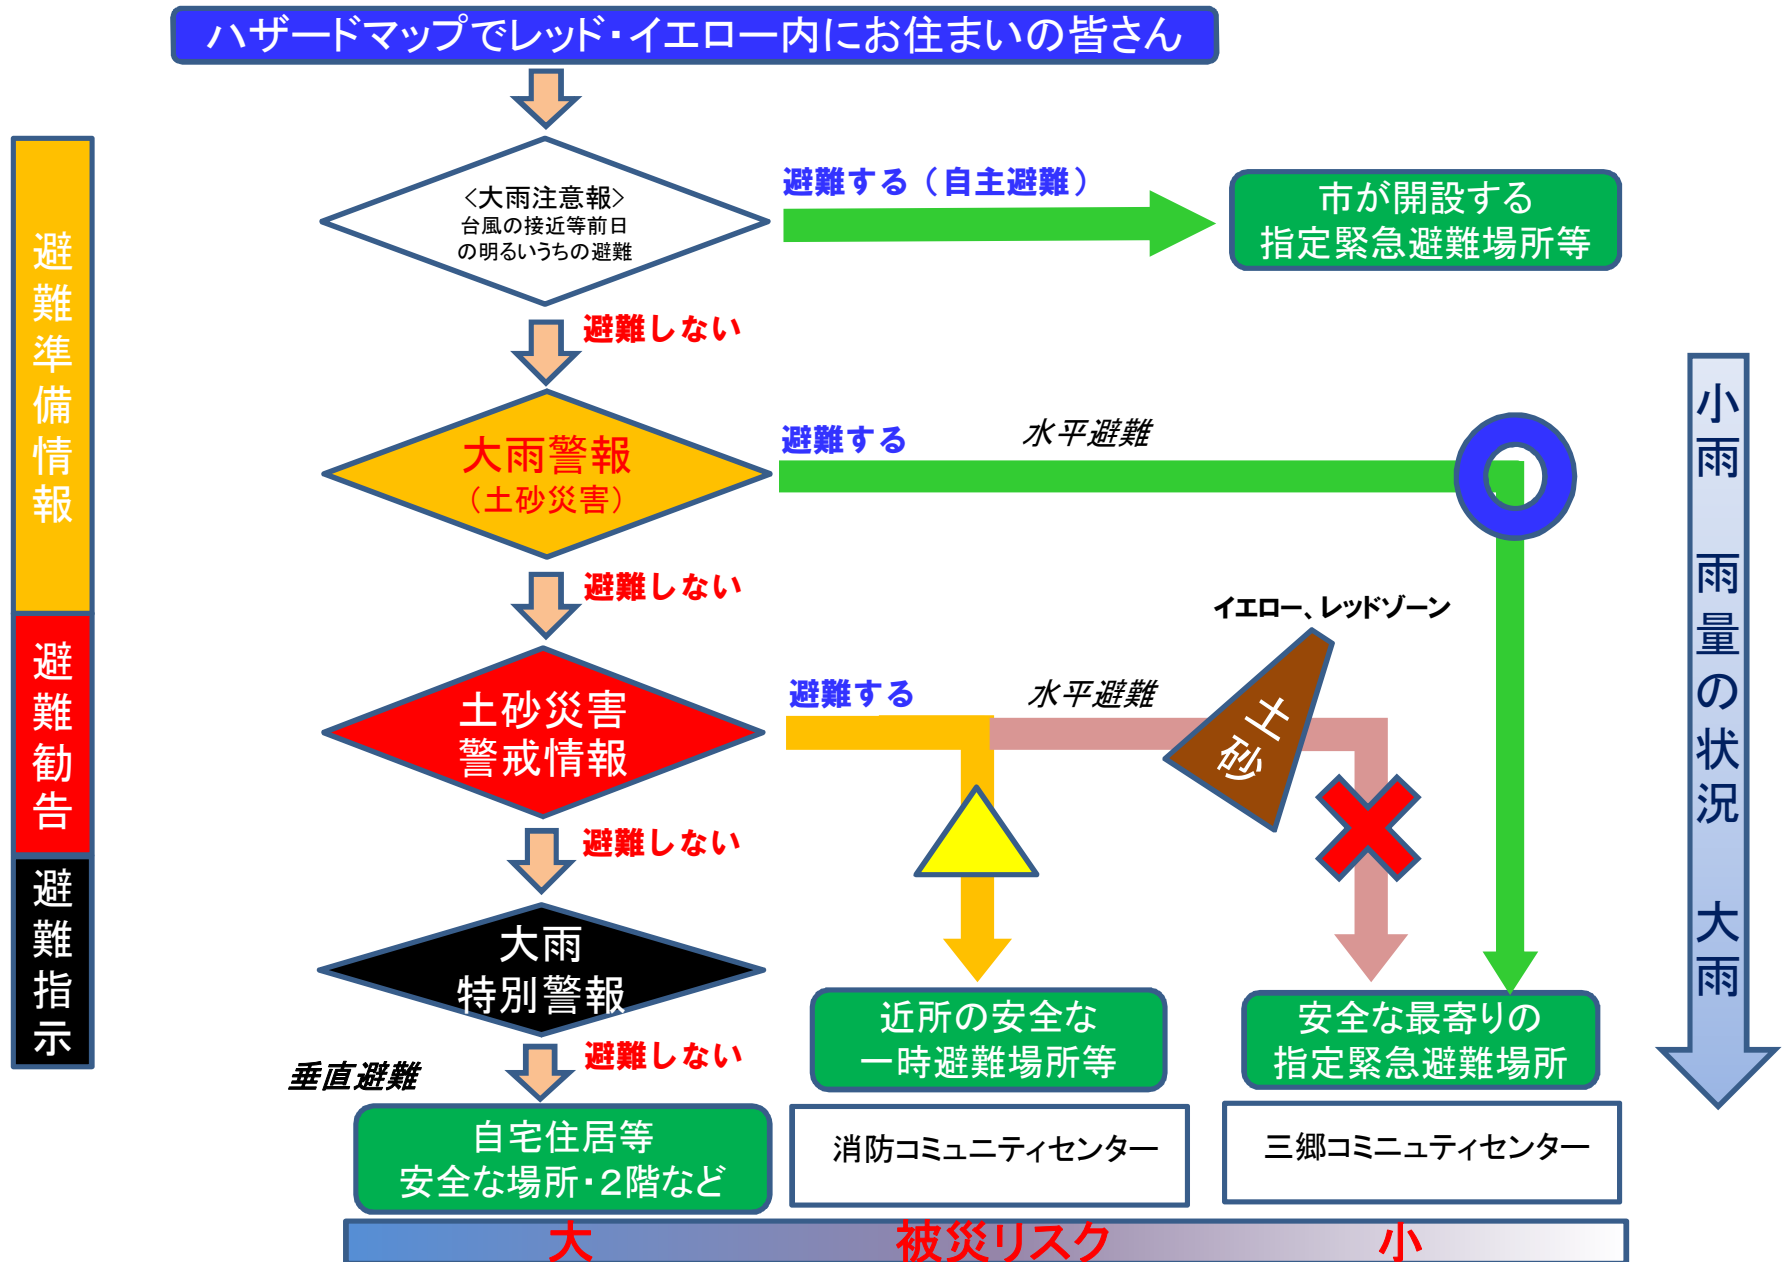 ハザードマップでレッド・イエロー内にお住まいの皆さん
避難準備情報
避難勧告
避難指示
<大雨注意報>
台風の接近等前日
の明るいうちの避難
避難する（自主避難）
市が開設する
指定緊急避難場所等
避難しない
大雨警報
（土砂災害）
避難する
水平避難
避難しない
イエロー、レッドゾーン
土砂災害
警戒情報
避難する
水平避難
土砂
避難しない
大雨
特別警報
避難しない
垂直避難
近所の安全な
一時避難場所等
安全な最寄りの
指定緊急避難場所
自宅住居等
安全な場所・２階など
消防コミュニティセンター
三郷コミニュティセンター
小雨　雨量の状況　大雨
大　被災リスク　小